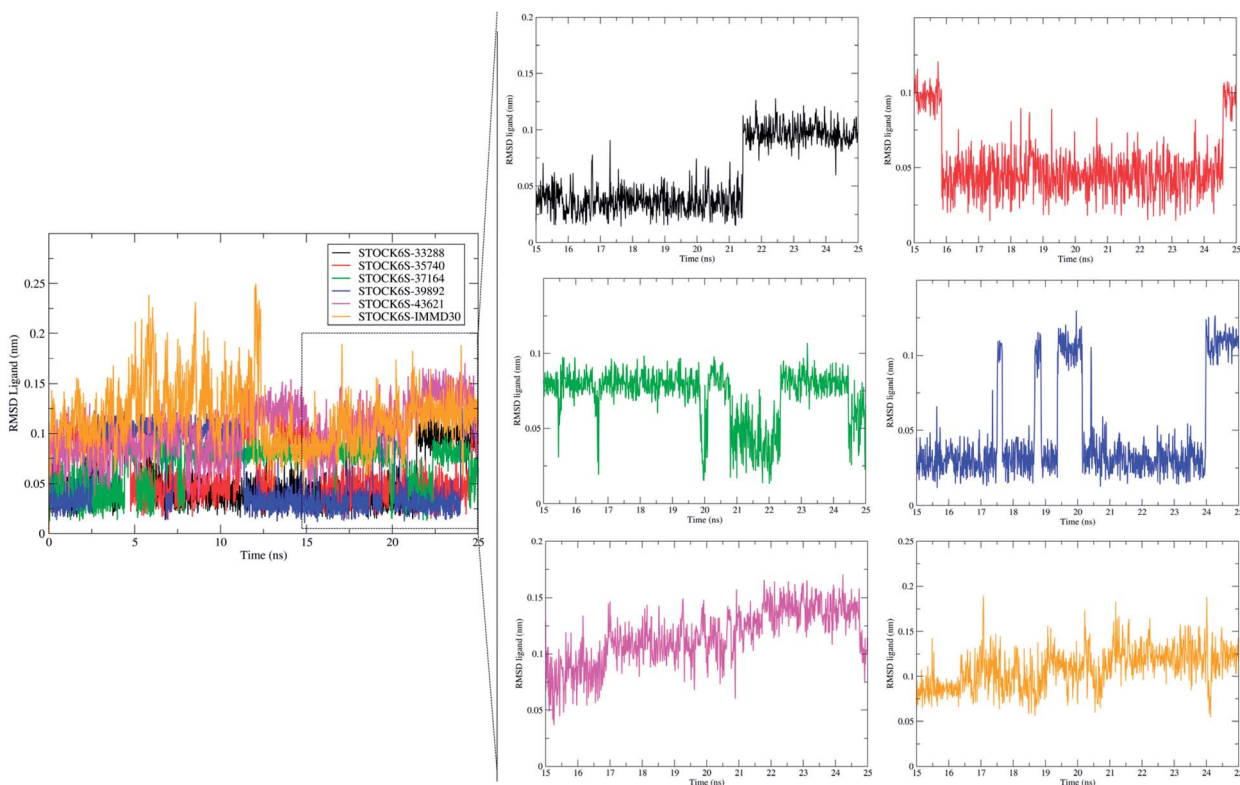 RMSD Ligand (nm)
0.25
0.2
0.15
0.1
0.05
0
0 5 10 15 20 25
Time (ns)
STOCK6S-33288
STOCK6S-35740
STOCK6S-37164
STOCK6S-39892
STOCK6S-43621
STOCK6S-IMMD30
RMSD ligand (nm)
0.2
0.15
0.1
0.05
0
15 16 17 18 19 20 21 22 23 24 25
Time (ns)
RMSD ligand (nm)
0.1
0.05
0
15 16 17 18 19 20 21 22 23 24 25
Time (ns)
RMSD ligand (nm)
0.1
0.05
0
15 16 17 18 19 20 21 22 23 24 25
Time (ns)
RMSD ligand (nm)
0.1
0.05
0
15 16 17 18 19 20 21 22 23 24 25
Time (ns)
RMSD ligand (nm)
0.2
0.15
0.1
0.05
0
15 16 17 18 19 20 21 22 23 24 25
Time (ns)
RMSD ligand (nm)
0.25
0.2
0.15
0.1
0.05
0
15 16 17 18 19 20 21 22 23 24 25
Time (ns)